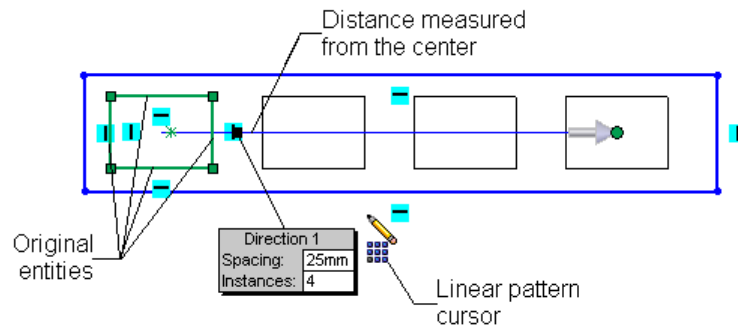 Distance measured
from the center
Original
entities
Direction 1
Spacing: 25mm
Instances: 4
Linear pattern
cursor